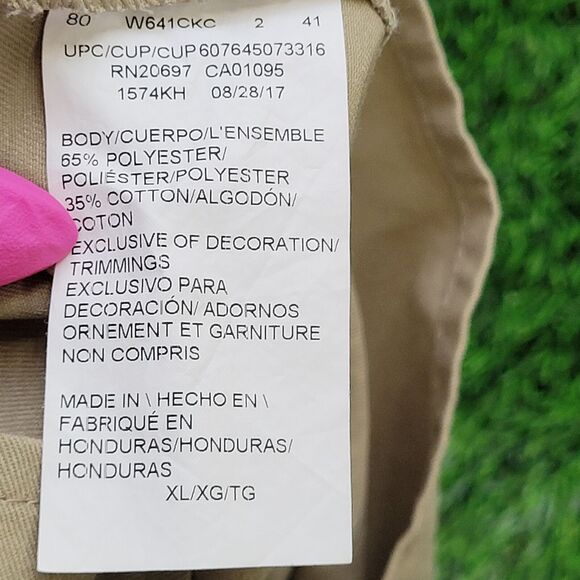 80 W641CKC 2 41
UPC/CUP/CUP607645073316
RN20697 CA01095
1574KH 08/28/17
BODY/CUERPO/L'ENSEMBLE
65% POLYESTER/
POLIÉSTER/POLYESTER
35% COTTON/ALGODÓN/
COTON
EXCLUSIVE OF DECORATION/
TRIMMINGS
EXCLUSIVO PARA
DECORACIÓN/ ADORNOS
ORNEMENT ET GARNITURE
NON COMPRIS
MADE IN \ HECHO EN \
FABRIQUÉ EN
HONDURAS/HONDURAS/
HONDURAS
XL/XG/TG